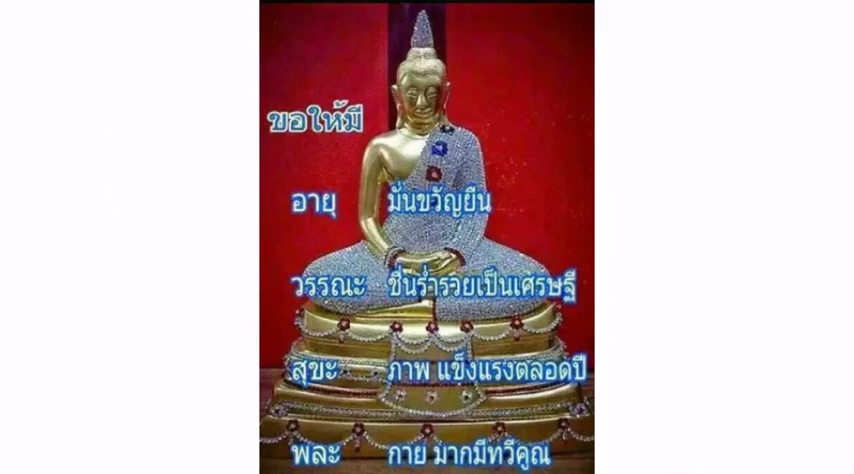 ขอให้มี
อายุ มั่นขวัญยืน
วรรณะ ชื่นร่ำรวยเป็นเศรษฐี
สุขะ ภาพ แข็งแรงตลอดปี
พละ กาย มากมีทวีคูณ